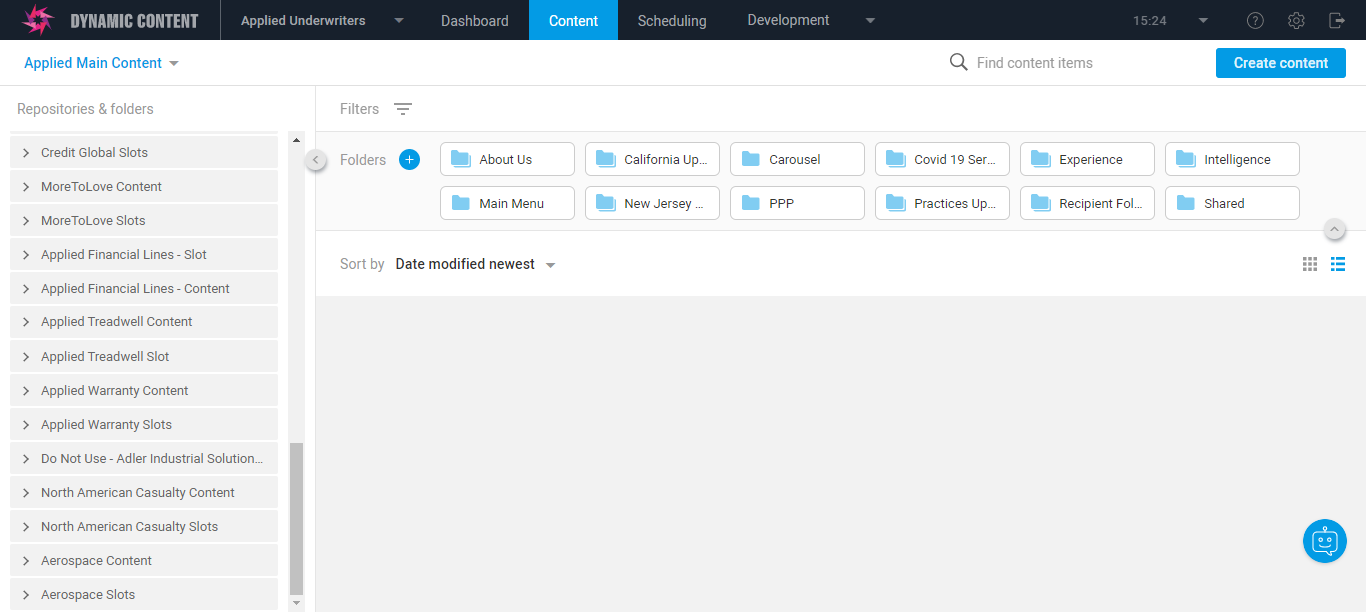 DYNAMIC CONTENT
Applied Underwriters
Dashboard
Content
Scheduling
Development
15:24
Applied Main Content
Find content items
Create content
Repositories & folders
Credit Global Slots
MoreToLove Content
MoreToLove Slots
Applied Financial Lines - Slot
Applied Financial Lines - Content
Applied Treadwell Content
Applied Treadwell Slot
Applied Warranty Content
Applied Warranty Slots
Do Not Use - Adler Industrial Solution...
North American Casualty Content
North American Casualty Slots
Aerospace Content
Aerospace Slots
Filters
Folders
About Us
California Up...
Carousel
Covid 19 Ser...
Experience
Intelligence
Main Menu
New Jersey ...
PPP
Practices Up...
Recipient Fol...
Shared
Sort by Date modified newest